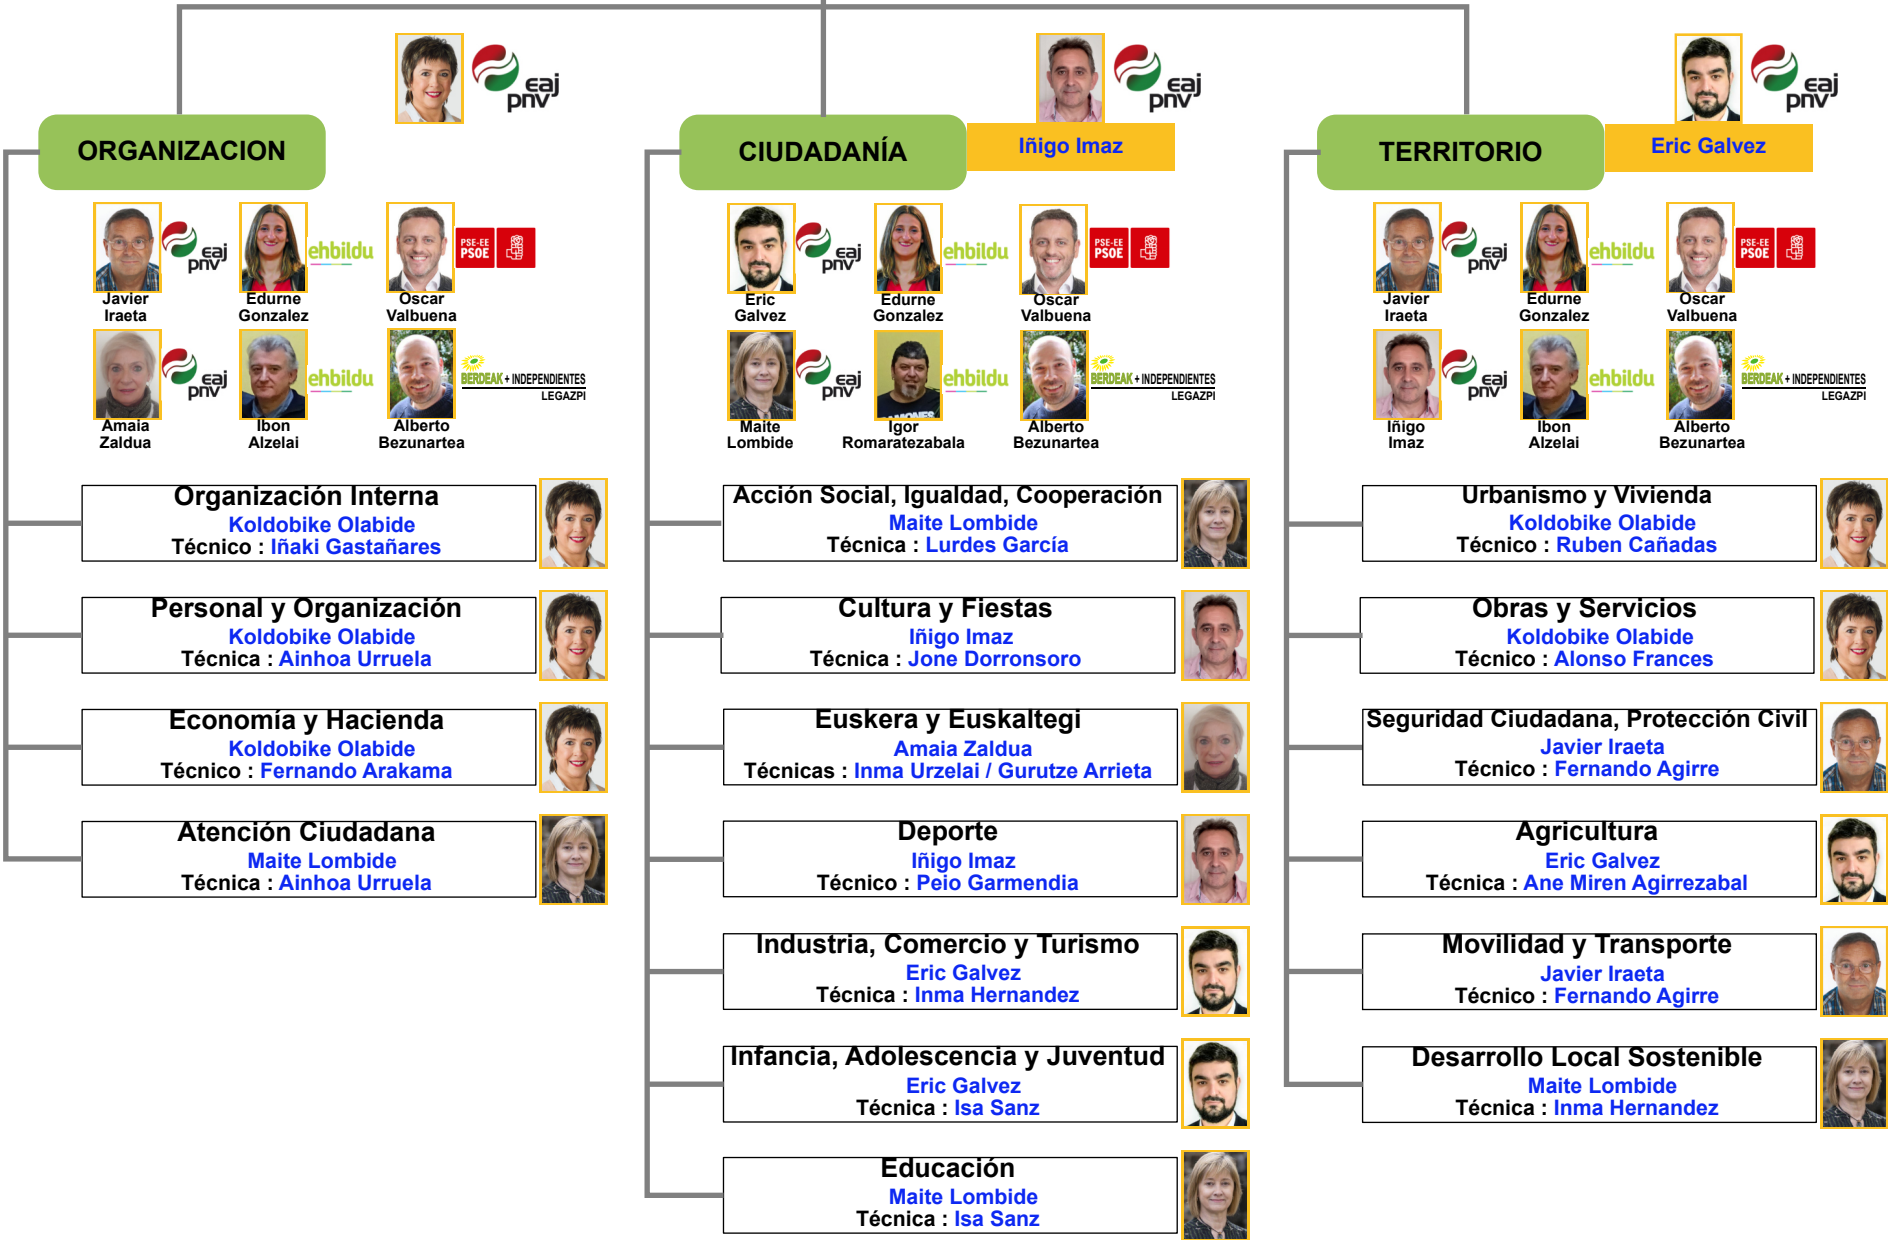 eaj
pnv
ORGANIZACION
Javier
Iraeta
eaj
pnv
Edurne
Gonzalez
ehbildu
Oscar
Valbuena
PSE-EE
PSOE
Amaia
Zaldua
eaj
pnv
Ibon
Alzelai
ehbildu
Alberto
Bezunartea
BERDEAK + INDEPENDIENTES
LEGAZPI
Organización Interna
Koldobike Olabide
Técnico : Iñaki Gastañares
Personal y Organización
Koldobike Olabide
Técnica : Ainhoa Urruela
Economía y Hacienda
Koldobike Olabide
Técnico : Fernando Arakama
Atención Ciudadana
Maite Lombide
Técnica : Ainhoa Urruela
eaj
pnv
CIUDADANÍA
Iñigo Imaz
Eric
Galvez
eaj
pnv
Edurne
Gonzalez
ehbildu
Oscar
Valbuena
PSE-EE
PSOE
Maite
Lombide
eaj
pnv
Igor
Romaratezabala
ehbildu
Alberto
Bezunartea
BERDEAK + INDEPENDIENTES
LEGAZPI
Acción Social, Igualdad, Cooperación
Maite Lombide
Técnica : Lurdes García
Cultura y Fiestas
Iñigo Imaz
Técnica : Jone Dorronsoro
Euskera y Euskaltegi
Amaia Zaldua
Técnicas : Inma Urzelai / Gurutze Arrieta
Deporte
Iñigo Imaz
Técnico : Peio Garmendia
Industria, Comercio y Turismo
Eric Galvez
Técnica : Inma Hernandez
Infancia, Adolescencia y Juventud
Eric Galvez
Técnica : Isa Sanz
Educación
Maite Lombide
Técnica : Isa Sanz
eaj
pnv
TERRITORIO
Eric Galvez
Javier
Iraeta
eaj
pnv
Edurne
Gonzalez
ehbildu
Oscar
Valbuena
PSE-EE
PSOE
Iñigo
Imaz
eaj
pnv
Ibon
Alzelai
ehbildu
Alberto
Bezunartea
BERDEAK + INDEPENDIENTES
LEGAZPI
Urbanismo y Vivienda
Koldobike Olabide
Técnico : Ruben Cañadas
Obras y Servicios
Koldobike Olabide
Técnico : Alonso Frances
Seguridad Ciudadana, Protección Civil
Javier Iraeta
Técnico : Fernando Agirre
Agricultura
Eric Galvez
Técnica : Ane Miren Agirrezabal
Movilidad y Transporte
Javier Iraeta
Técnico : Fernando Agirre
Desarrollo Local Sostenible
Maite Lombide
Técnica : Inma Hernandez